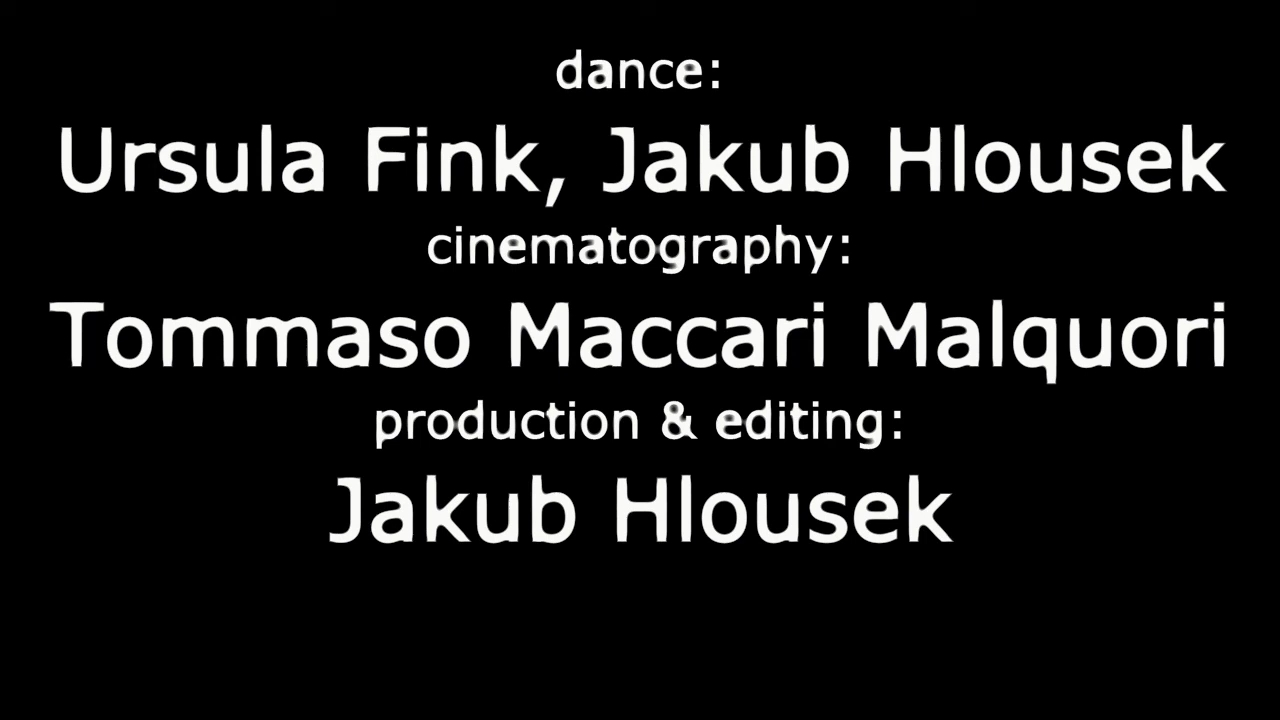 dance:
Ursula Fink, Jakub Hlousek
cinematography:
Tommaso Maccari Malquori
production & editing:
Jakub Hlousek